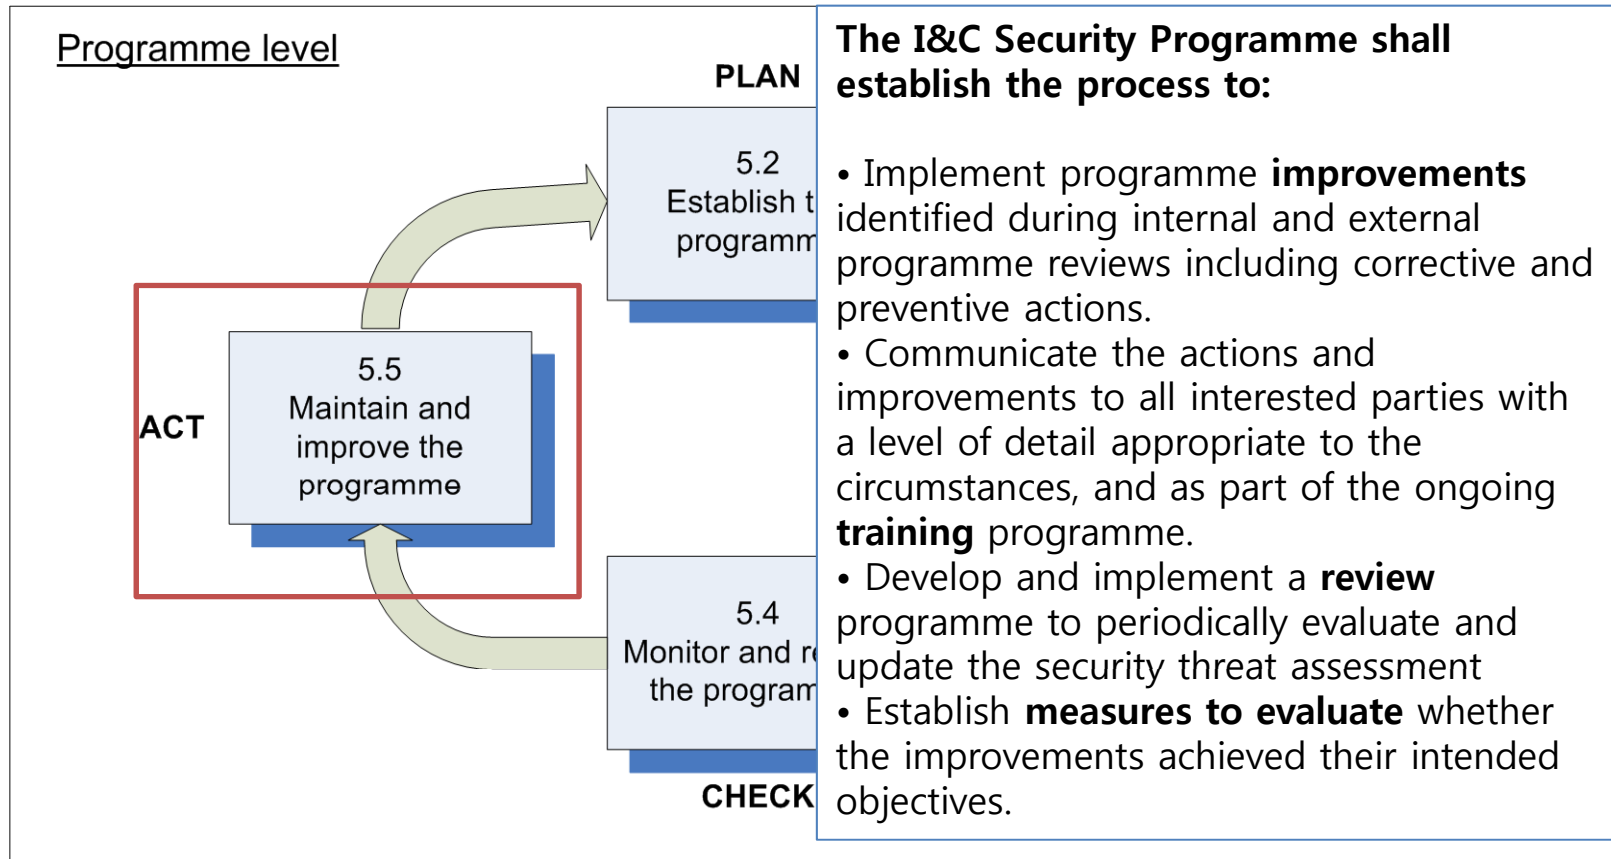 Programme level
PLAN
5.2
Establish t
programm
5.5
Maintain and
improve the
programme
ACT
5.4
Monitor and re
the program
CHECK
The I&C Security Programme shall
establish the process to:
• Implement programme improvements
identified during internal and external
programme reviews including corrective and
preventive actions.
• Communicate the actions and
improvements to all interested parties with
a level of detail appropriate to the
circumstances, and as part of the ongoing
training programme.
• Develop and implement a review
programme to periodically evaluate and
update the security threat assessment
• Establish measures to evaluate whether
the improvements achieved their intended
objectives.